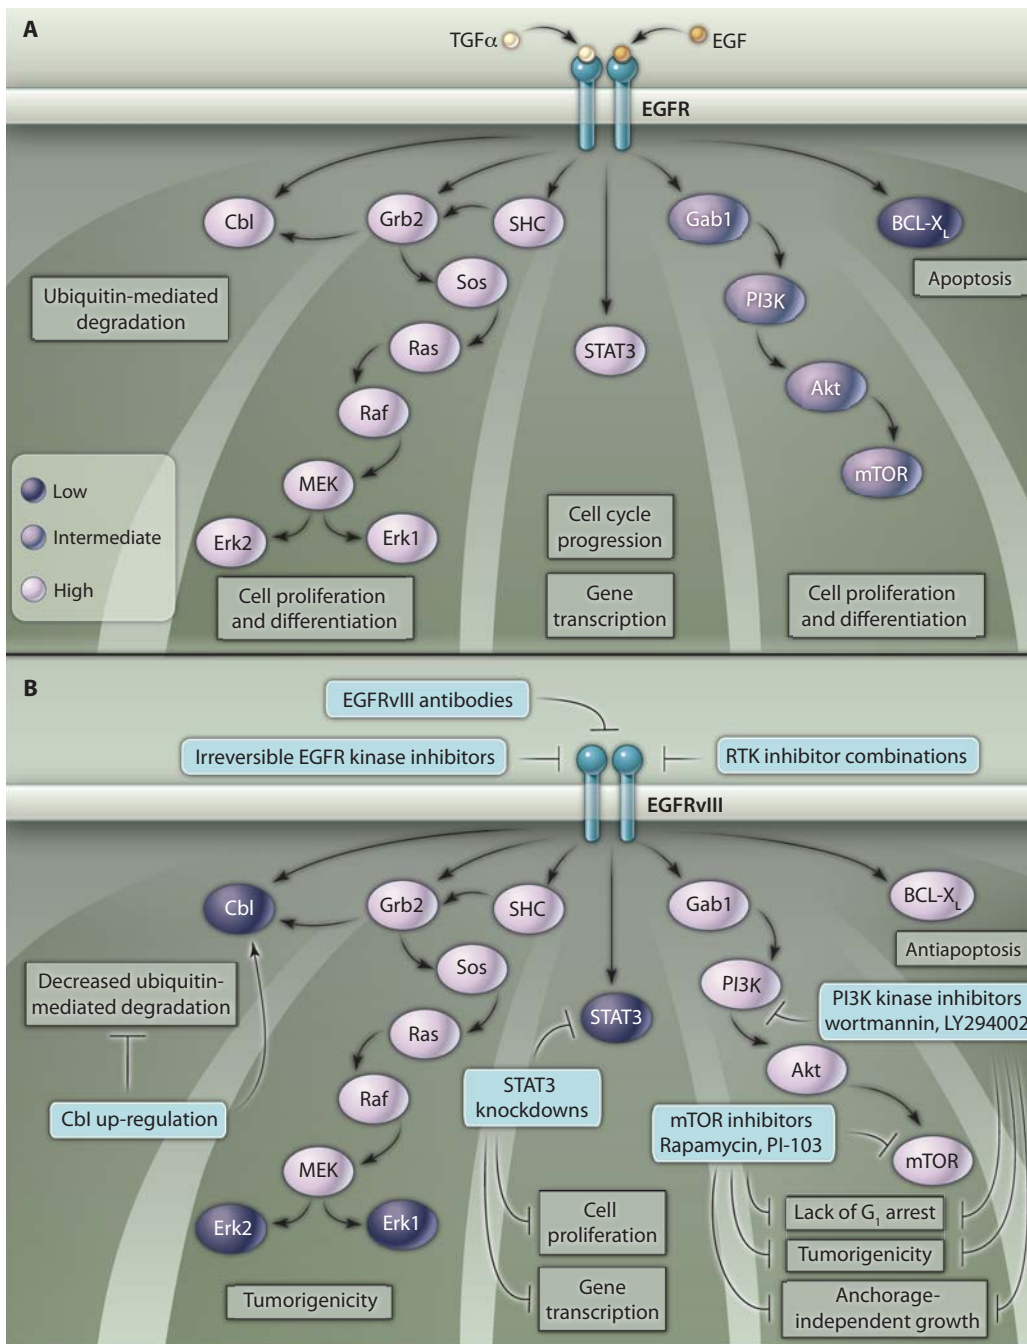 A
TGFα
EGF
EGFR
Cbl
Grb2
SHC
Gab1
BCL-XL
Sos
Ubiquitin-mediated
degradation
Apoptosis
PI3K
Ras
STAT3
Akt
Raf
MEK
mTOR
Low
Intermediate
High
Erk2
Erk1
Cell cycle
progression
Cell proliferation
and differentiation
Gene
transcription
Cell proliferation
and differentiation
B
EGFRvIII antibodies
Irreversible EGFR kinase inhibitors
RTK inhibitor combinations
EGFRvIII
Cbl
Grb2
SHC
Gab1
BCL-XL
Antiapoptosis
Sos
Decreased ubiquitin-
mediated degradation
PI3K
PI3K kinase inhibitors
wortmannin, LY294002
STAT3
Ras
Akt
Raf
STAT3
knockdowns
Cbl up-regulation
mTOR inhibitors
Rapamycin, PI-103
mTOR
MEK
Erk2
Erk1
Cell
proliferation
Lack of G1 arrest
Tumorigenicity
Gene
transcription
Tumorigenicity
Anchorage-
independent growth